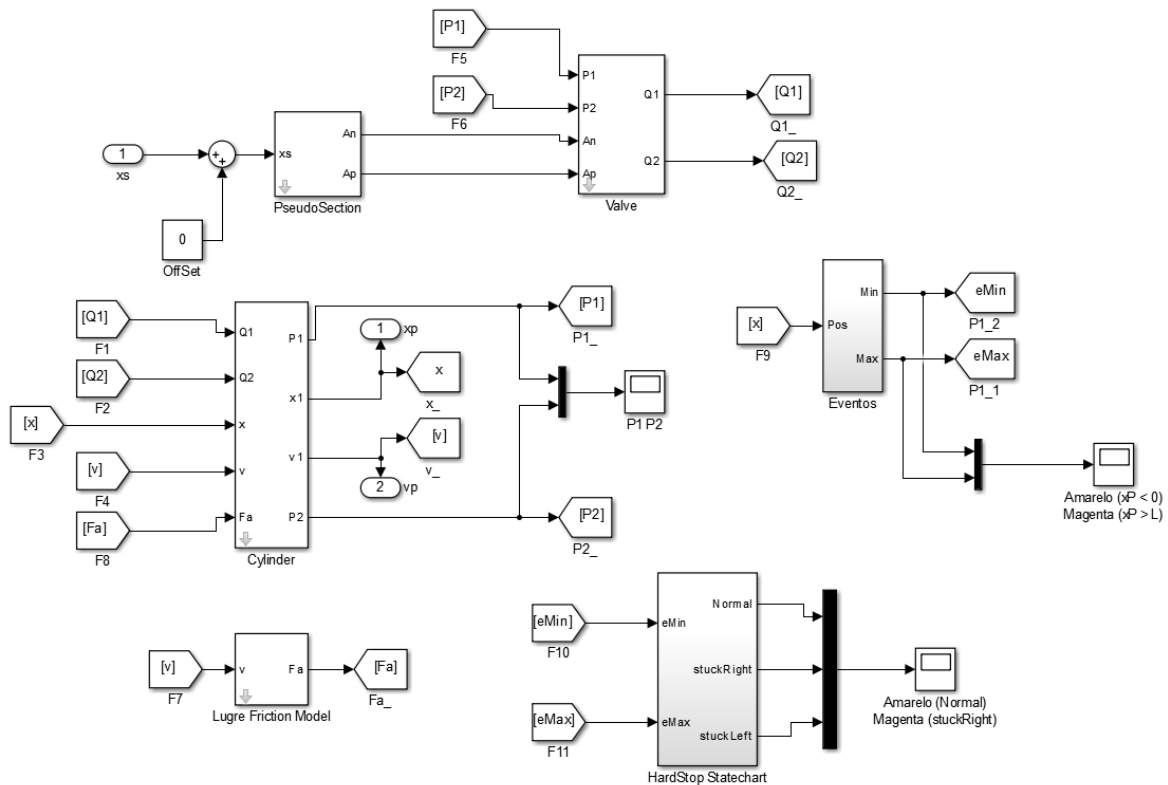 [P1]
F5
[P2]
F6
P1
P2
An
Ap
Q1
Q2
Valve
[Q1]
Q1_
[Q2]
Q2_
1
xs
+
+
xs
An
Ap
PseudoSection
0
OffSet
[Q1]
F1
[Q2]
F2
[x]
F3
[v]
F4
[Fa]
F8
Q1
Q2
x
v
Fa
P1
x1
v1
P2
Cylinder
1
xp
x
x_
[v]
v_
2
vp
[P1]
P1_
P1 P2
[P2]
P2_
[x]
F9
Pos
Min
Max
Eventos
eMin
P1_2
eMax
P1_1
Amarelo (xP < 0)
Magenta (xP > L)
[v]
F7
v
Fa
Lugre Friction Model
[Fa]
Fa_
[eMin]
F10
[eMax]
F11
eMin
eMax
Normal
stuckRight
stuckLeft
HardStop Statechart
Amarelo (Normal)
Magenta (stuckRight)